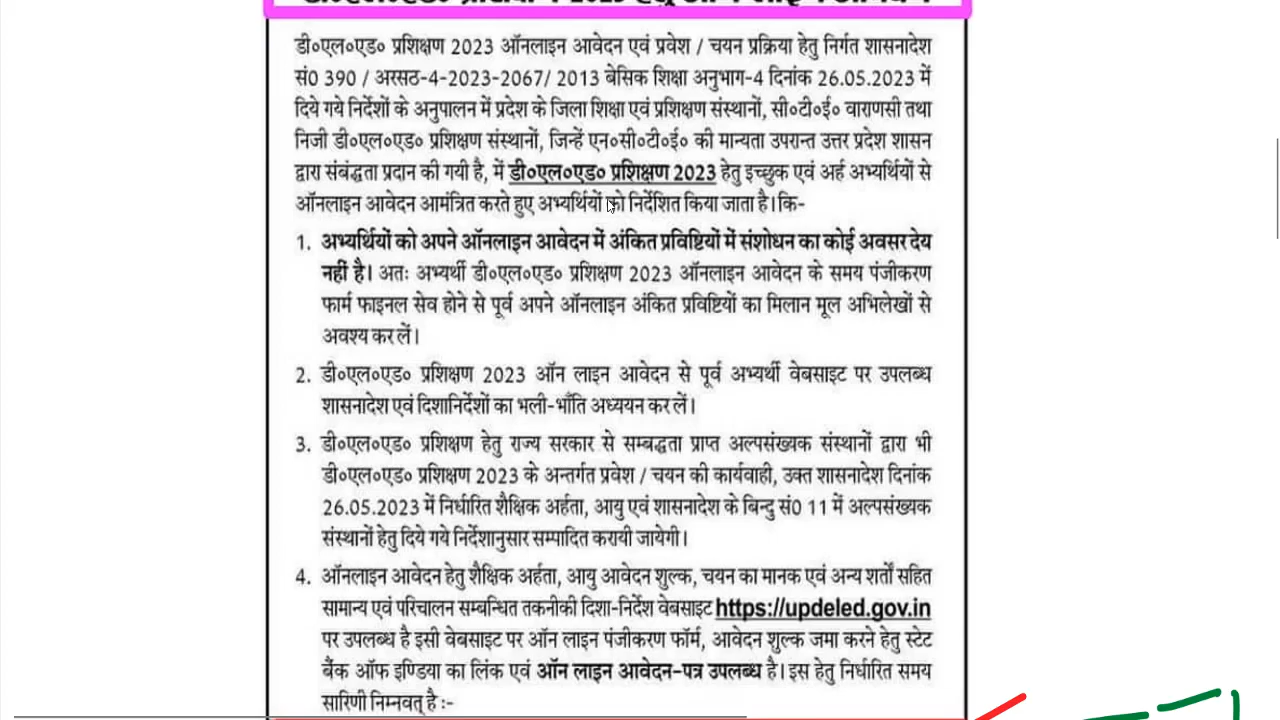 डी०एल०एड० प्रशिक्षण 2023 ऑनलाइन आवेदन एवं प्रवेश / चयन प्रक्रिया हेतु निर्गत शासनादेश
सं0 390 / अरसठ-4-2023-2067/ 2013 बेसिक शिक्षा अनुभाग-4 दिनांक 26.05.2023 में
दिये गये निर्देशों के अनुपालन में प्रदेश के जिला शिक्षा एवं प्रशिक्षण संस्थानों, सी०टी०ई० वाराणसी तथा
निजी डी०एल०एड० प्रशिक्षण संस्थानों, जिन्हें एन०सी०टी०ई० की मान्यता उपरान्त उत्तर प्रदेश शासन
द्वारा संबंद्धता प्रदान की गयी है, में डी०एल०एड० प्रशिक्षण 2023 हेतु इच्छुक एवं अर्ह अभ्यर्थियों से
ऑनलाइन आवेदन आमंत्रित करते हुए अभ्यर्थियों को निर्देशित किया जाता है। कि-
1. अभ्यर्थियों को अपने ऑनलाइन आवेदन में अंकित प्रविष्टियों में संशोधन का कोई अवसर देय
नहीं है। अतः अभ्यर्थी डी०एल०एड० प्रशिक्षण 2023 ऑनलाइन आवेदन के समय पंजीकरण
फार्म फाइनल सेव होने से पूर्व अपने ऑनलाइन अंकित प्रविष्टियों का मिलान मूल अभिलेखों से
अवश्य कर लें।
2. डी०एल०एड० प्रशिक्षण 2023 ऑन लाइन आवेदन से पूर्व अभ्यर्थी वेबसाइट पर उपलब्ध
शासनादेश एवं दिशानिर्देशों का भली-भाँति अध्ययन कर लें।
3. डी०एल०एड० प्रशिक्षण हेतु राज्य सरकार से सम्बद्धता प्राप्त अल्पसंख्यक संस्थानों द्वारा भी
डी०एल०एड० प्रशिक्षण 2023 के अन्तर्गत प्रवेश / चयन की कार्यवाही, उक्त शासनादेश दिनांक
26.05.2023 में निर्धारित शैक्षिक अर्हता, आयु एवं शासनादेश के बिन्दु सं0 11 में अल्पसंख्यक
संस्थानों हेतु दिये गये निर्देशानुसार सम्पादित करायी जायेगी।
4. ऑनलाइन आवेदन हेतु शैक्षिक अर्हता, आयु आवेदन शुल्क, चयन का मानक एवं अन्य शर्तों सहित
सामान्य एवं परिचालन सम्बन्धित तकनीकी दिशा-निर्देश वेबसाइट https://updeled.gov.in
पर उपलब्ध है इसी वेबसाइट पर ऑन लाइन पंजीकरण फॉर्म, आवेदन शुल्क जमा करने हेतु स्टेट
बैंक ऑफ इण्डिया का लिंक एवं ऑन लाइन आवेदन-पत्र उपलब्ध है। इस हेतु निर्धारित समय
सारिणी निम्नवत् है :-